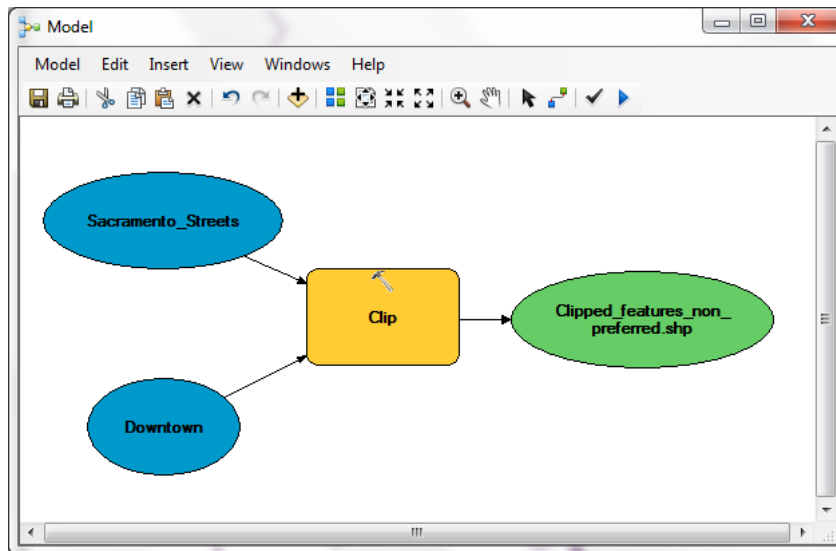 Model
Model Edit Insert View Windows Help
Sacramento_Streets
Clip
Clipped_features_non_
preferred.shp
Downtown